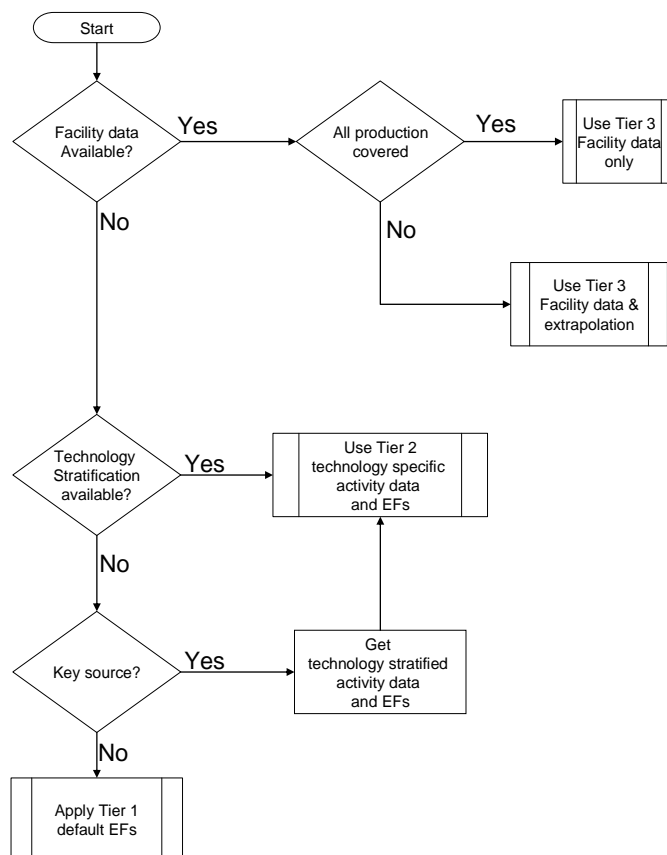 Start
Facility data
Available?
Yes
All production
covered
Yes
Use Tier 3
Facility data
only
No
No
Use Tier 3
Facility data &
extrapolation
Technology
Stratification
available?
Yes
Use Tier 2
technology specific
activity data
and EFs
No
Key source?
Yes
Get
technology stratified
activity data
and EFs
No
Apply Tier 1
default EFs